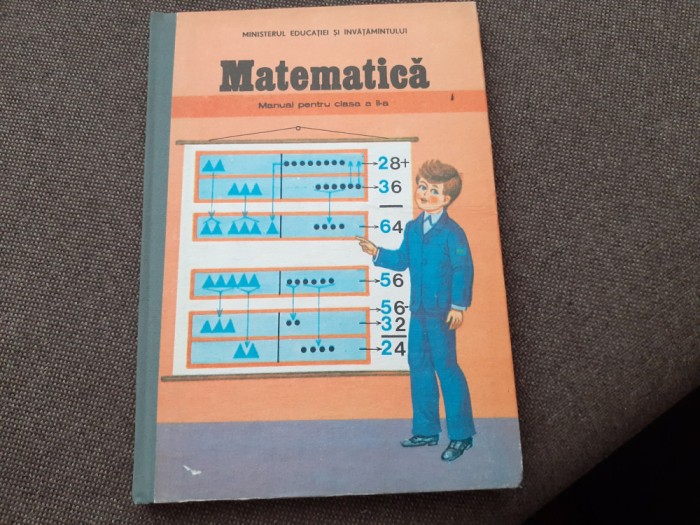 MINISTERUL EDUCAȚIEI ȘI ÎNVĂȚĂMÎNTULUI
Matematică
Manual pentru clasa a II-a
28+
36
64
56
56-
32
24